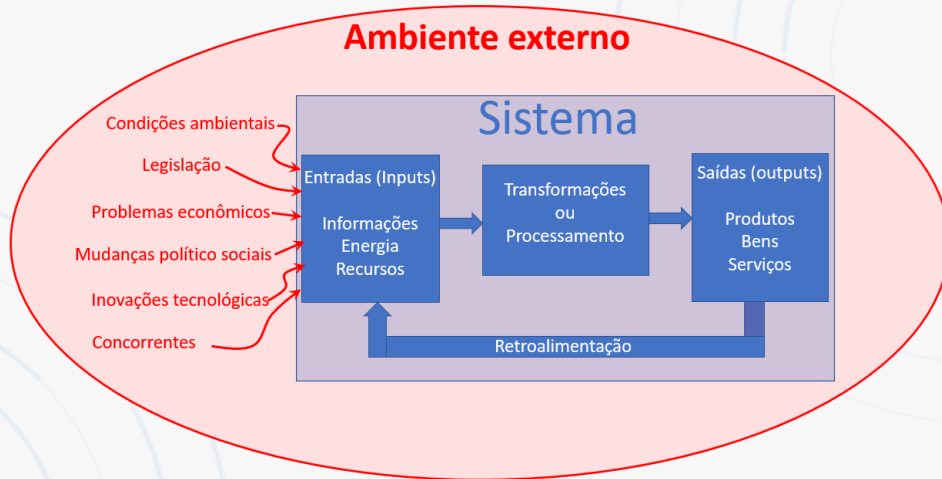 Ambiente externo
Sistema
Condições ambientais
Legislação
Problemas econômicos
Mudanças político sociais
Inovações tecnológicas
Concorrentes
Entradas (Inputs)
Informações
Energia
Recursos
Transformações
ou
Processamento
Saídas (outputs)
Produtos
Bens
Serviços
Retroalimentação